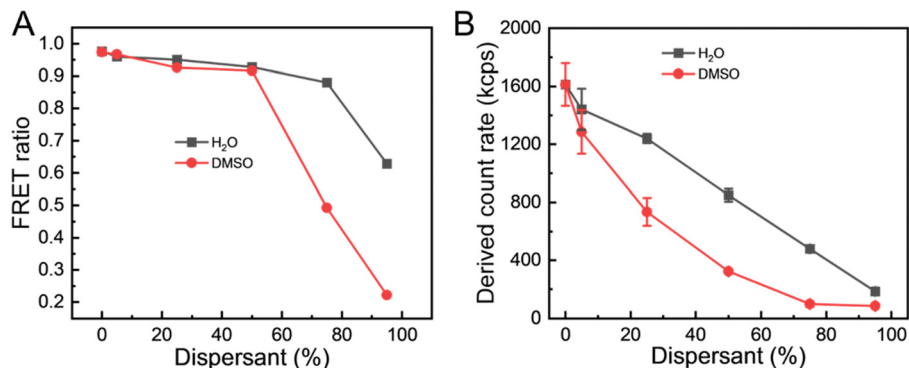 A
FRET ratio
1.0
0.9
0.8
0.7
0.6
0.5
0.4
0.3
0.2
H₂O
DMSO
0 20 40 60 80 100
Dispersant (%)
B
Derived count rate (kcps)
2000
1600
1200
800
400
0
H₂O
DMSO
0 20 40 60 80 100
Dispersant (%)